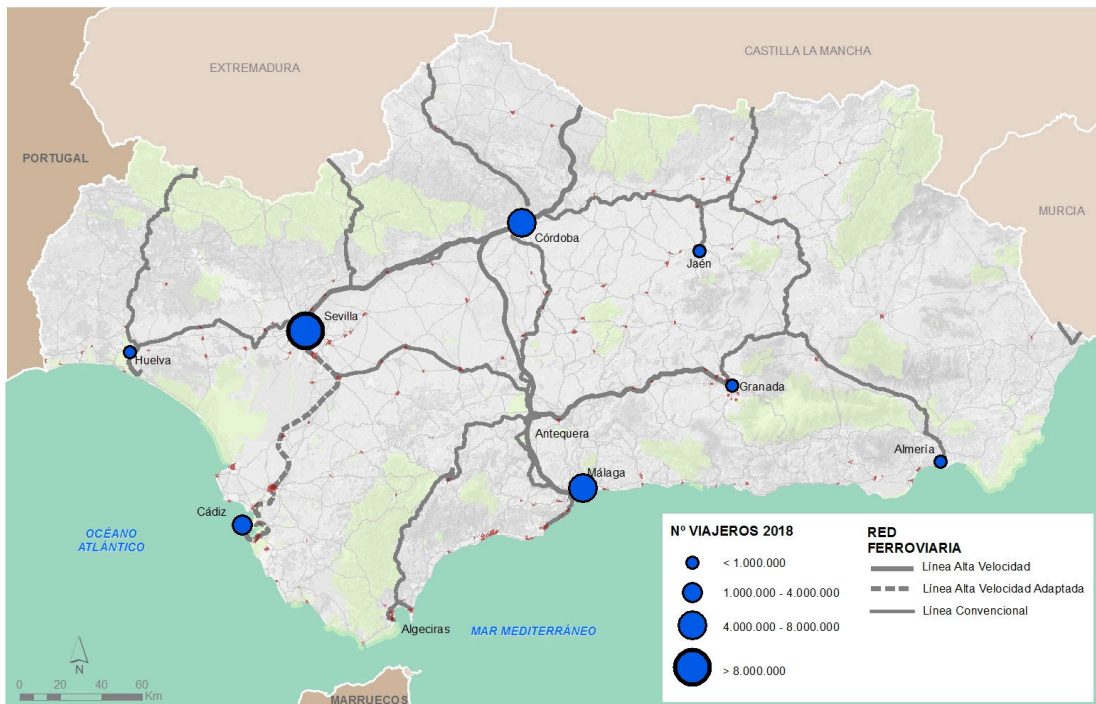 CASTILLA LA MANCHA
EXTREMADURA
PORTUGAL
MURCIA
Córdoba
Jaén
Sevilla
Huelva
Granada
Antequera
Almería
Málaga
Cádiz
OCÉANO
ATLÁNTICO
Algeciras
MAR MEDITERRÁNEO
MARRUECOS
N
0 20 40 60
Km
Nº VIAJEROS 2018
< 1.000.000
1.000.000 - 4.000.000
4.000.000 - 8.000.000
> 8.000.000
RED
FERROVIARIA
Línea Alta Velocidad
Línea Alta Velocidad Adaptada
Línea Convencional